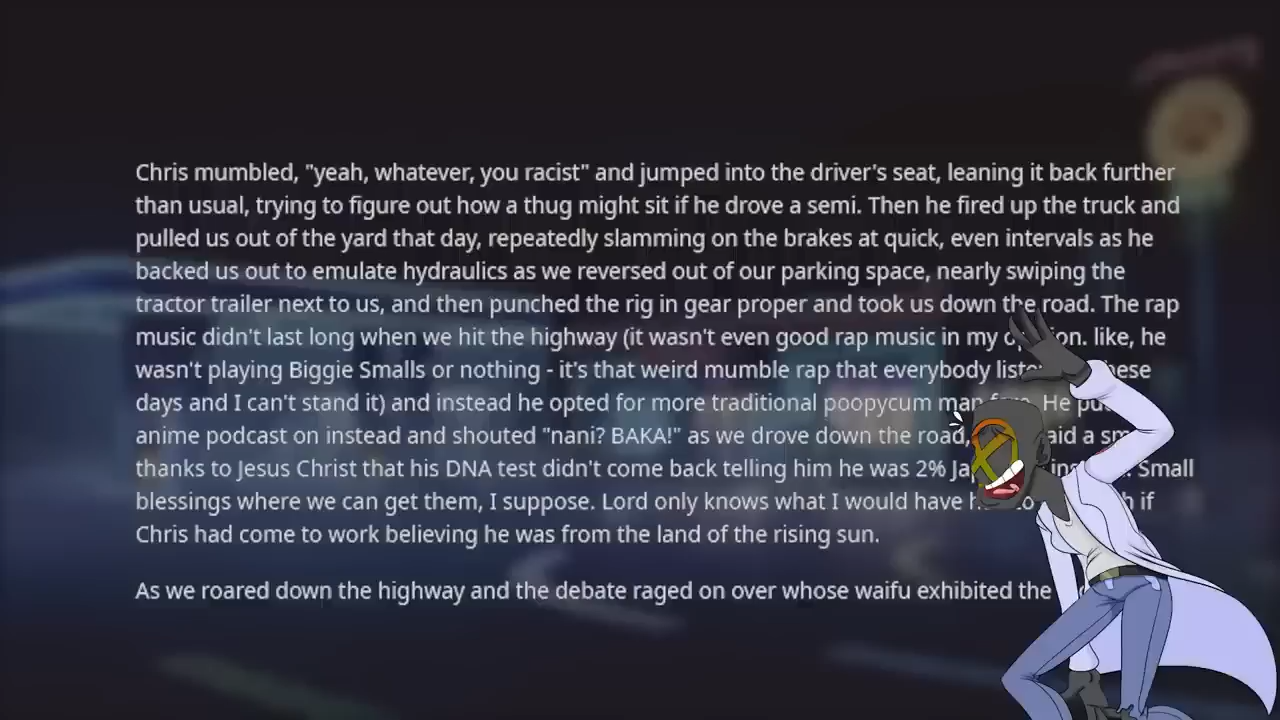 Chris mumbled, "yeah, whatever, you racist" and jumped into the driver's seat, leaning it back further
than usual, trying to figure out how a thug might sit if he drove a semi. Then he fired up the truck and
pulled us out of the yard that day, repeatedly slamming on the brakes at quick, even intervals as he
backed us out to emulate hydraulics as we reversed out of our parking space, nearly swiping the
tractor trailer next to us, and then punched the rig in gear proper and took us down the road. The rap
music didn't last long when we hit the highway (it wasn't even good rap music in my like, he
wasn't playing Biggie Smalls or nothing - it's that weird mumble rap that everybody
days and I can't stand it) and instead he opted for more traditional poopycum man He
anime podcast on instead and shouted "nani? BAKA!" as we drove down the road,
thanks to Jesus Christ that his DNA test didn't come back telling him he was 2% Small
blessings where we can get them, I suppose. Lord only knows what I would have if
Chris had come to work believing he was from the land of the rising sun.
As we roared down the highway and the debate raged on over whose waifu exhibited the